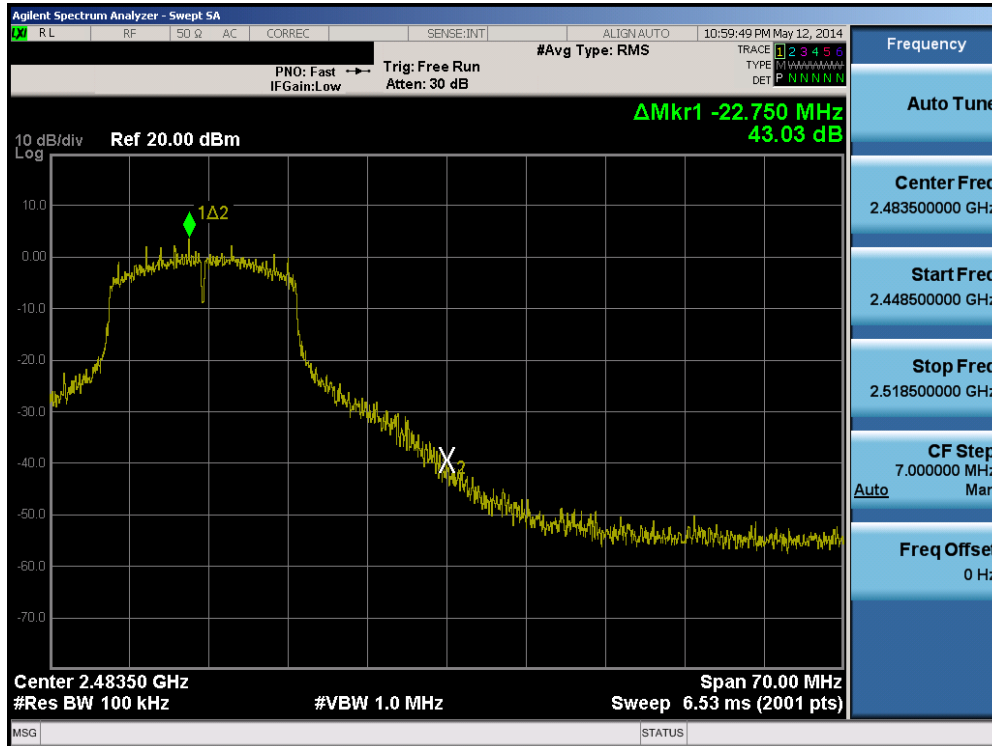 Agilent Spectrum Analyzer - Swept SA
LXI RL RF 50 Ω AC CORREC SENSE:INT ALIGN AUTO 10:59:49 PM May 12, 2014
#Avg Type: RMS TRACE 1 2 3 4 5 6
PNO: Fast Trig: Free Run TYPE M
IFGain:Low Atten: 30 dB DET P N N N N N
ΔMkr1 -22.750 MHz
43.03 dB
10 dB/div Ref 20.00 dBm
Log
1Δ2
10.0
0.00
-10.0
-20.0
-30.0
-40.0
2
-50.0
-60.0
-70.0
Center 2.48350 GHz Span 70.00 MHz
#Res BW 100 kHz #VBW 1.0 MHz Sweep 6.53 ms (2001 pts)
MSG STATUS
Frequency
Auto Tune
Center Freq
2.483500000 GHz
Start Freq
2.448500000 GHz
Stop Freq
2.518500000 GHz
CF Step
7.000000 MHz
Auto Man
Freq Offset
0 Hz